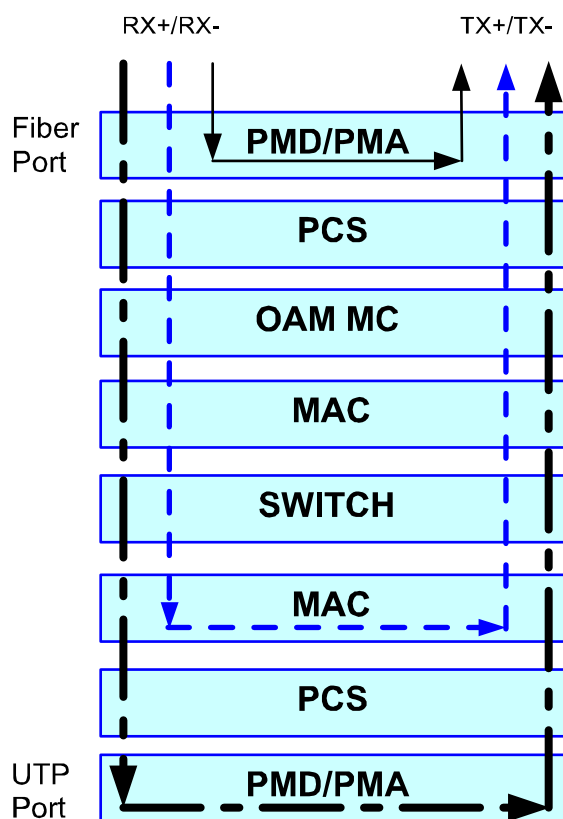 RX+/RX-
TX+/TX-
Fiber
Port
PMD/PMA
PCS
OAM MC
MAC
SWITCH
MAC
PCS
UTP
Port
PMD/PMA